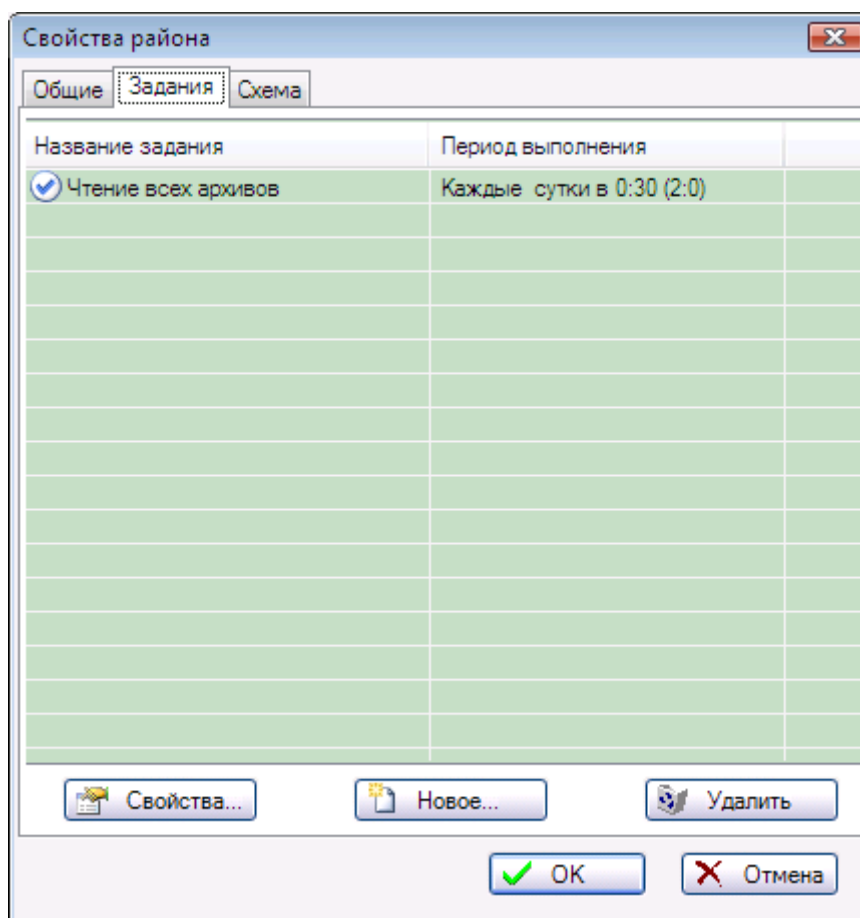 Свойства района
Общие Задания Схема
Название задания Период выполнения
Чтение всех архивов Каждые  сутки в 0:30 (2:0)
Свойства... Новое... Удалить
OK Отмена